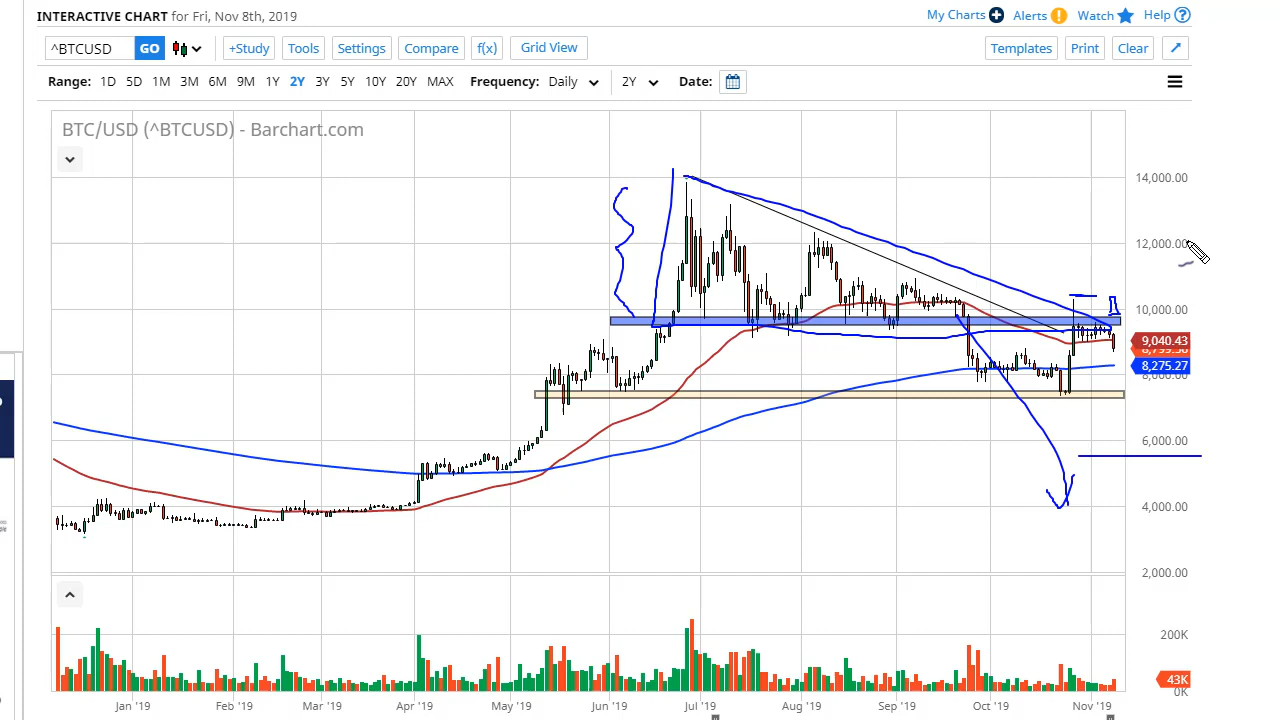 INTERACTIVE CHART for Fri, Nov 8th, 2019
My Charts Alerts Watch Help
^BTCUSD GO +Study Tools Settings Compare f(x) Grid View Templates Print Clear
Range: 1D 5D 1M 3M 6M 9M 1Y 2Y 3Y 5Y 10Y 20Y MAX Frequency: Daily 2Y Date:
BTC/USD (^BTCUSD) - Barchart.com
14,000.00
12,000.00
10,000.00
9,040.43
8,275.27
8,000.00
6,000.00
4,000.00
2,000.00
200K
43K
0K
Jan '19 Feb '19 Mar '19 Apr '19 May '19 Jun '19 Jul '19 Aug '19 Sep '19 Oct '19 Nov '19